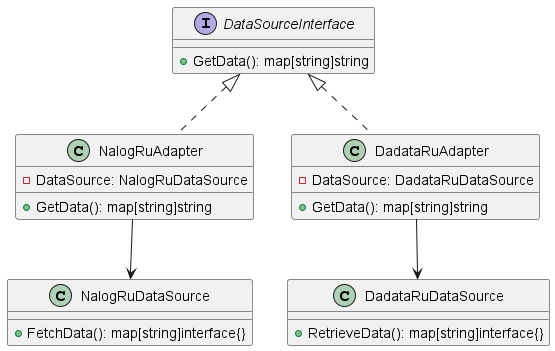 I DataSourceInterface
GetData(): map[string]string
C NalogRuAdapter
DataSource: NalogRuDataSource
GetData(): map[string]string
C DadataRuAdapter
DataSource: DadataRuDataSource
GetData(): map[string]string
C NalogRuDataSource
FetchData(): map[string]interface{}
C DadataRuDataSource
RetrieveData(): map[string]interface{}